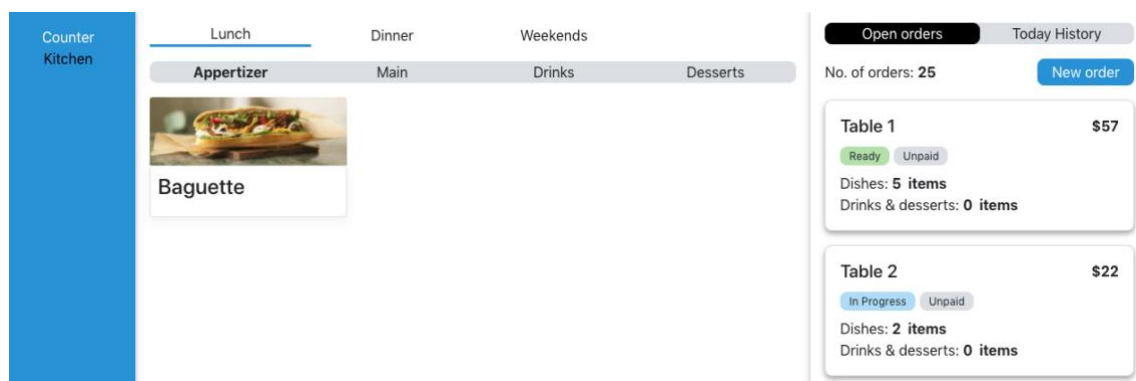 Counter
Kitchen
Lunch Dinner Weekends
Appertizer Main Drinks Desserts
Baguette
Open orders Today History
No. of orders: 25 New order
Table 1 $57
Ready Unpaid
Dishes: 5 items
Drinks & desserts: 0 items
Table 2 $22
In Progress Unpaid
Dishes: 2 items
Drinks & desserts: 0 items